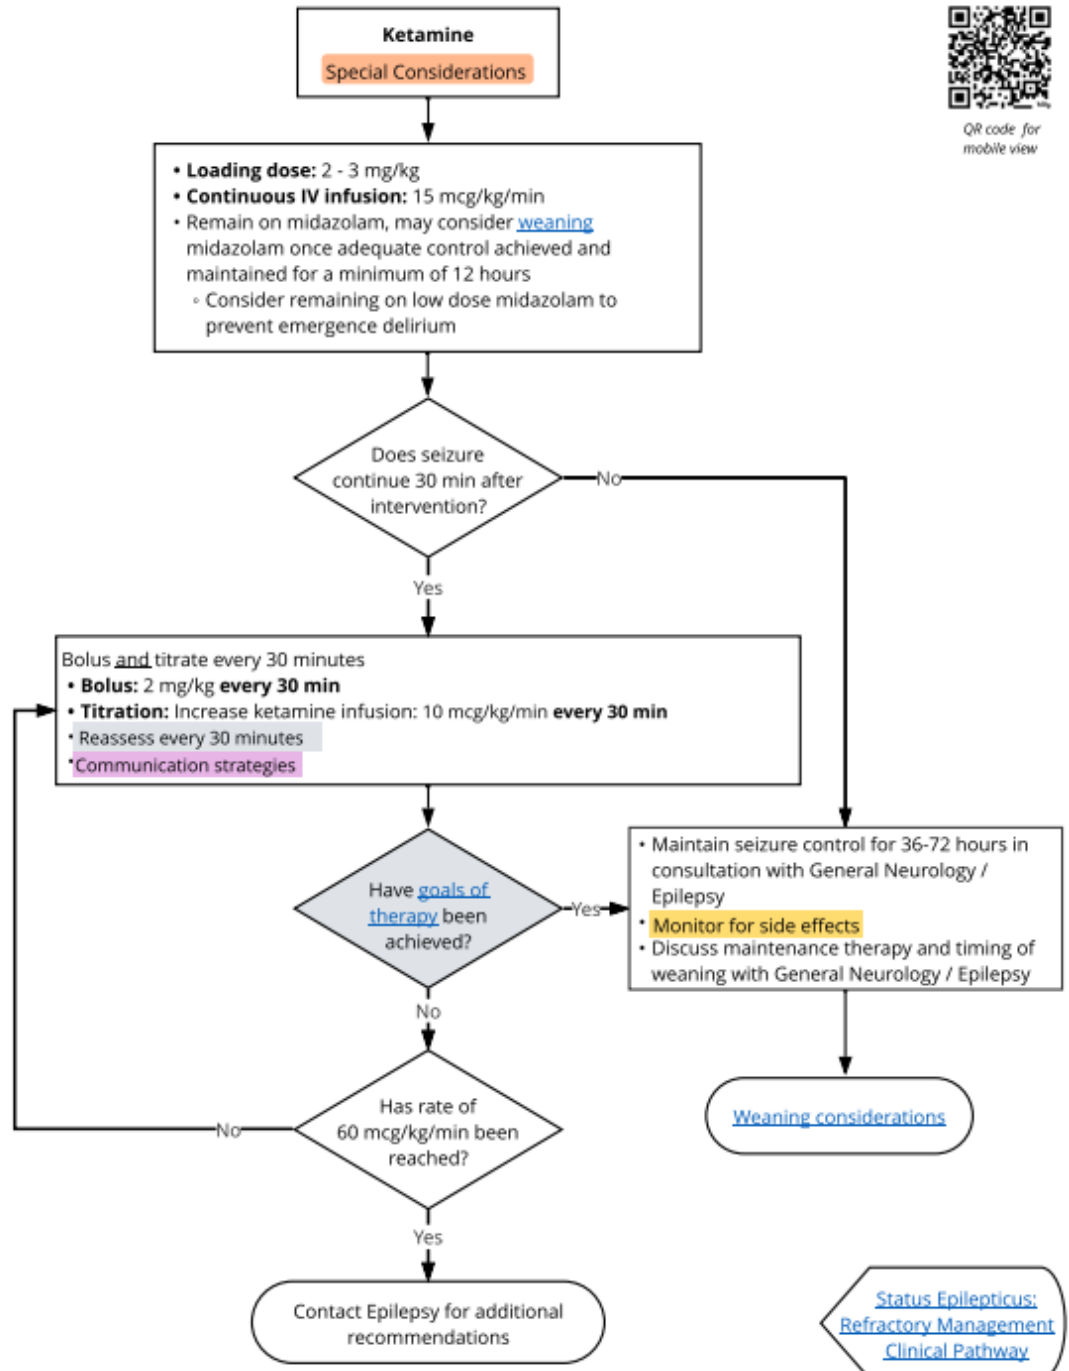 Ketamine
Special Considerations
QR code for
mobile view
• Loading dose: 2 - 3 mg/kg
• Continuous IV infusion: 15 mcg/kg/min
• Remain on midazolam, may consider weaning
midazolam once adequate control achieved and
maintained for a minimum of 12 hours
◦ Consider remaining on low dose midazolam to
prevent emergence delirium
Does seizure
continue 30 min after
intervention?
No
Yes
Bolus and titrate every 30 minutes
• Bolus: 2 mg/kg every 30 min
• Titration: Increase ketamine infusion: 10 mcg/kg/min every 30 min
• Reassess every 30 minutes
• Communication strategies
Have goals of
therapy been
achieved?
Yes
• Maintain seizure control for 36-72 hours in
consultation with General Neurology /
Epilepsy
• Monitor for side effects
• Discuss maintenance therapy and timing of
weaning with General Neurology / Epilepsy
No
Has rate of
60 mcg/kg/min been
reached?
No
Weaning considerations
Yes
Contact Epilepsy for additional
recommendations
Status Epilepticus:
Refractory Management
Clinical Pathway